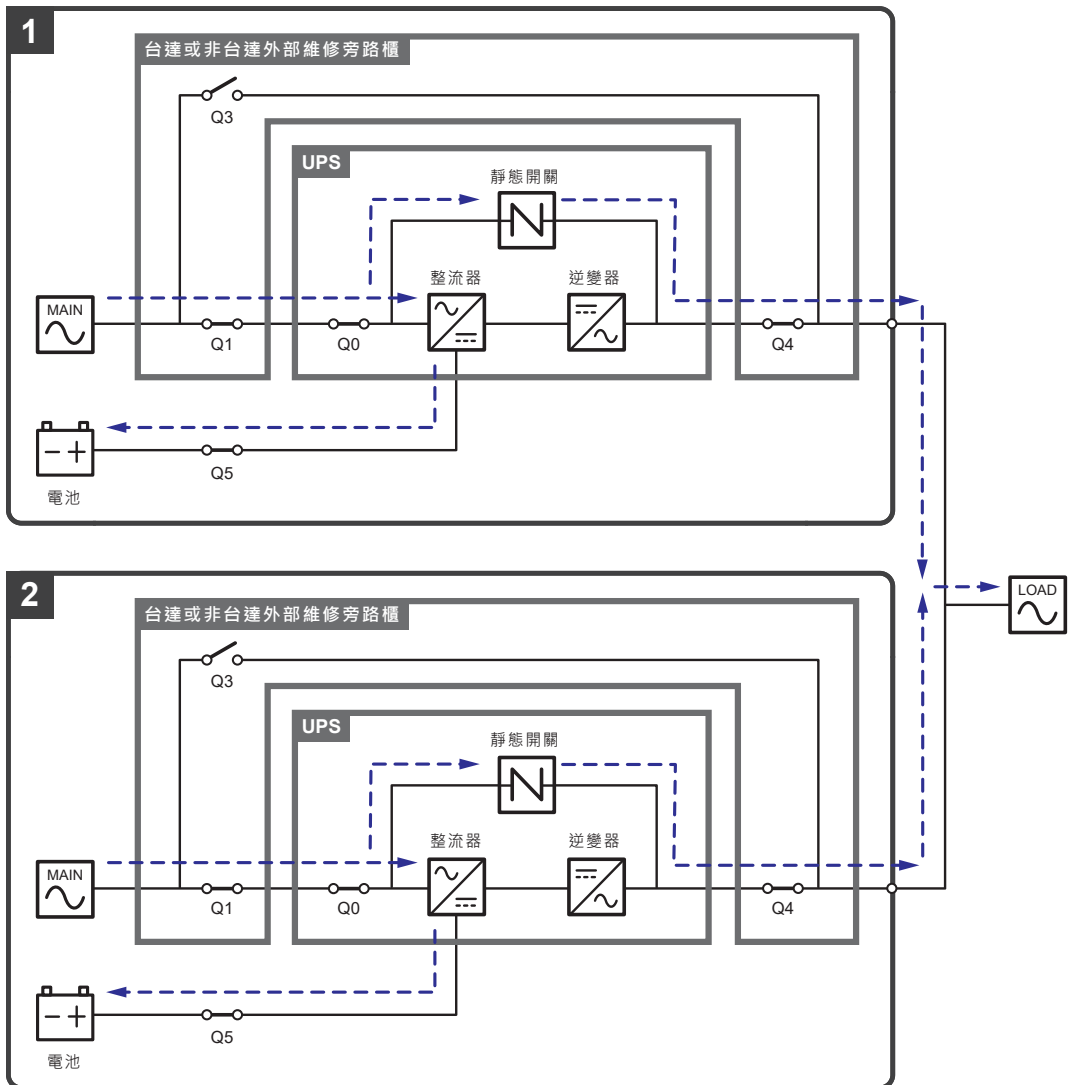 1
台達或非台達外部維修旁路櫃
Q3
UPS
靜態開關
整流器
逆變器
MAIN
Q1
Q0
Q4
Q5
電池
2
台達或非台達外部維修旁路櫃
Q3
UPS
靜態開關
LOAD
整流器
逆變器
MAIN
Q1
Q0
Q4
Q5
電池